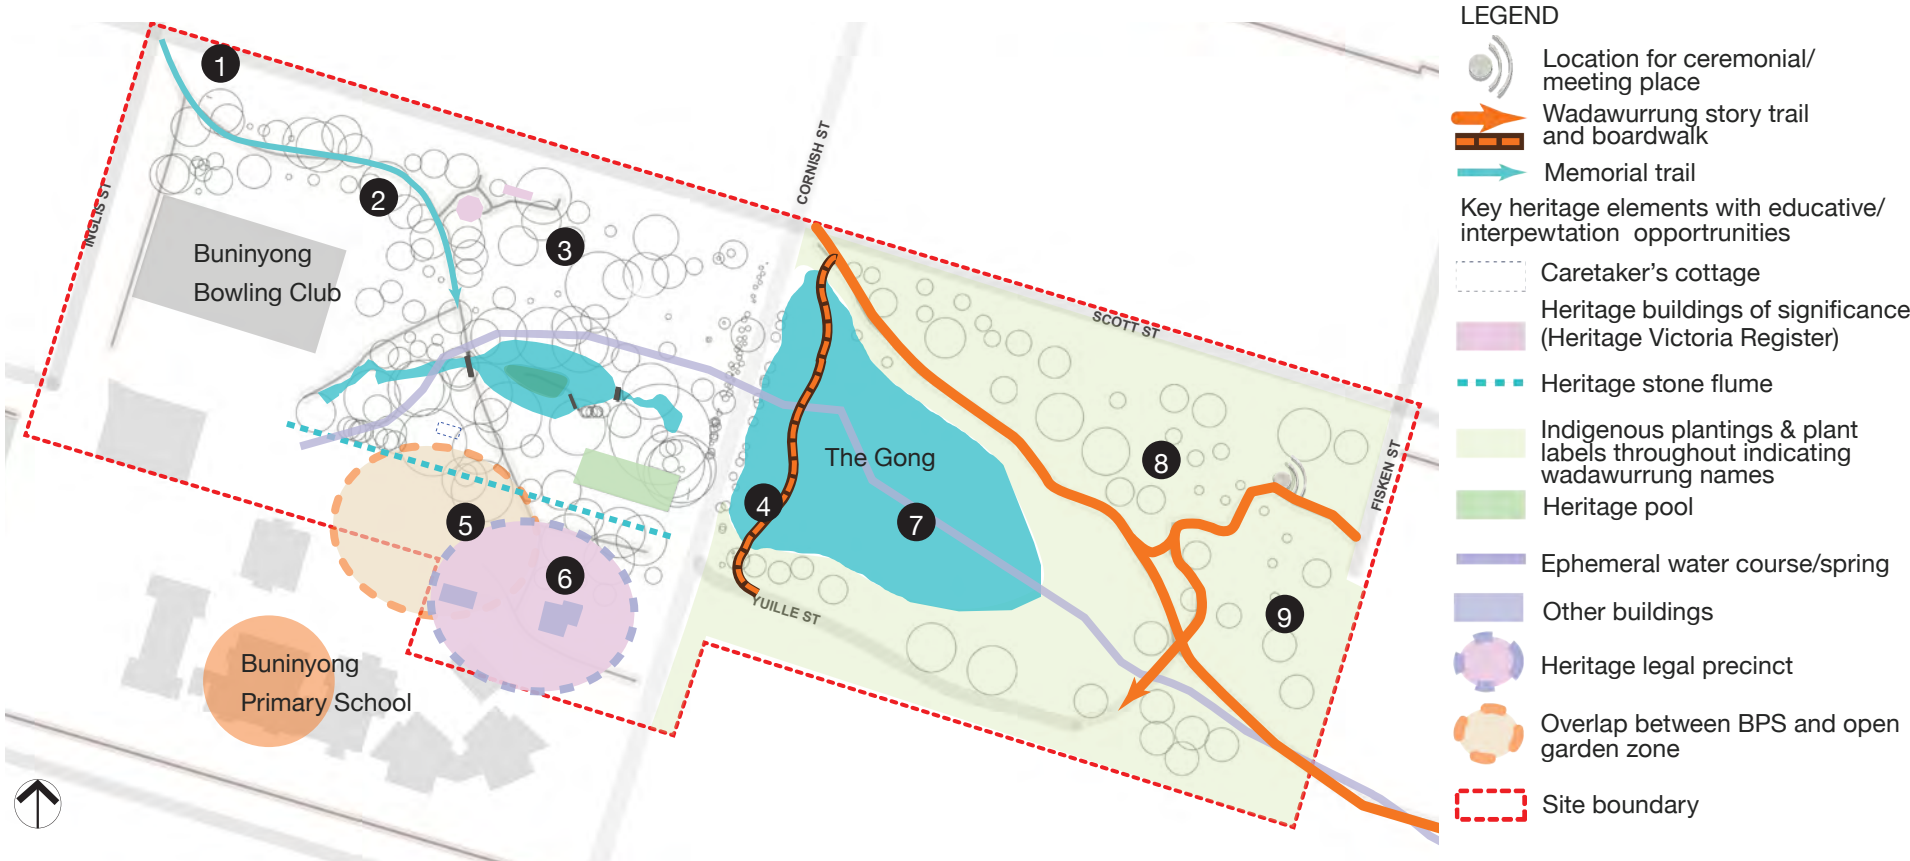 1
2
3
4
5
6
7
8
9
INGLIS ST
CORNISH ST
SCOTT ST
FISKEN ST
YUILLE ST
Buninyong
Bowling Club
The Gong
Buninyong
Primary School
LEGEND
Location for ceremonial/
meeting place
Wadawurrung story trail
and boardwalk
Memorial trail
Key heritage elements with educative/
interpewtation opportrunities
Caretaker's cottage
Heritage buildings of significance
(Heritage Victoria Register)
Heritage stone flume
Indigenous plantings & plant
labels throughout indicating
wadawurrung names
Heritage pool
Ephemeral water course/spring
Other buildings
Heritage legal precinct
Overlap between BPS and open
garden zone
Site boundary